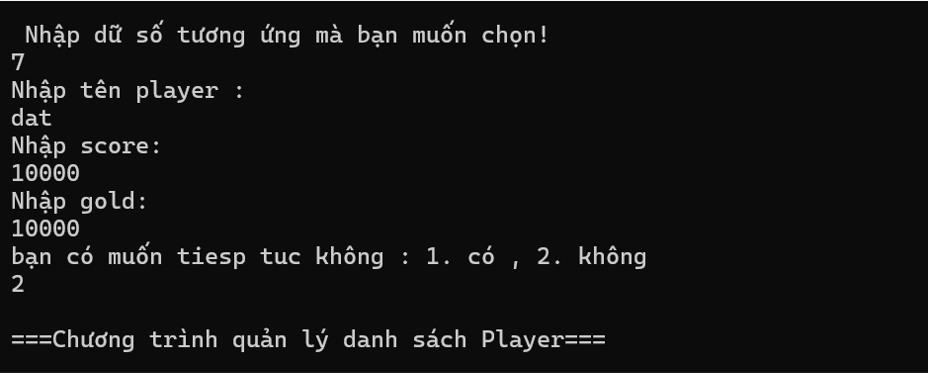 Nhập dữ số tương ứng mà bạn muốn chọn!
7
Nhập tên player :
dat
Nhập score:
10000
Nhập gold:
10000
bạn có muốn tiesp tuc không : 1. có , 2. không
2
===Chương trình quản lý danh sách Player===